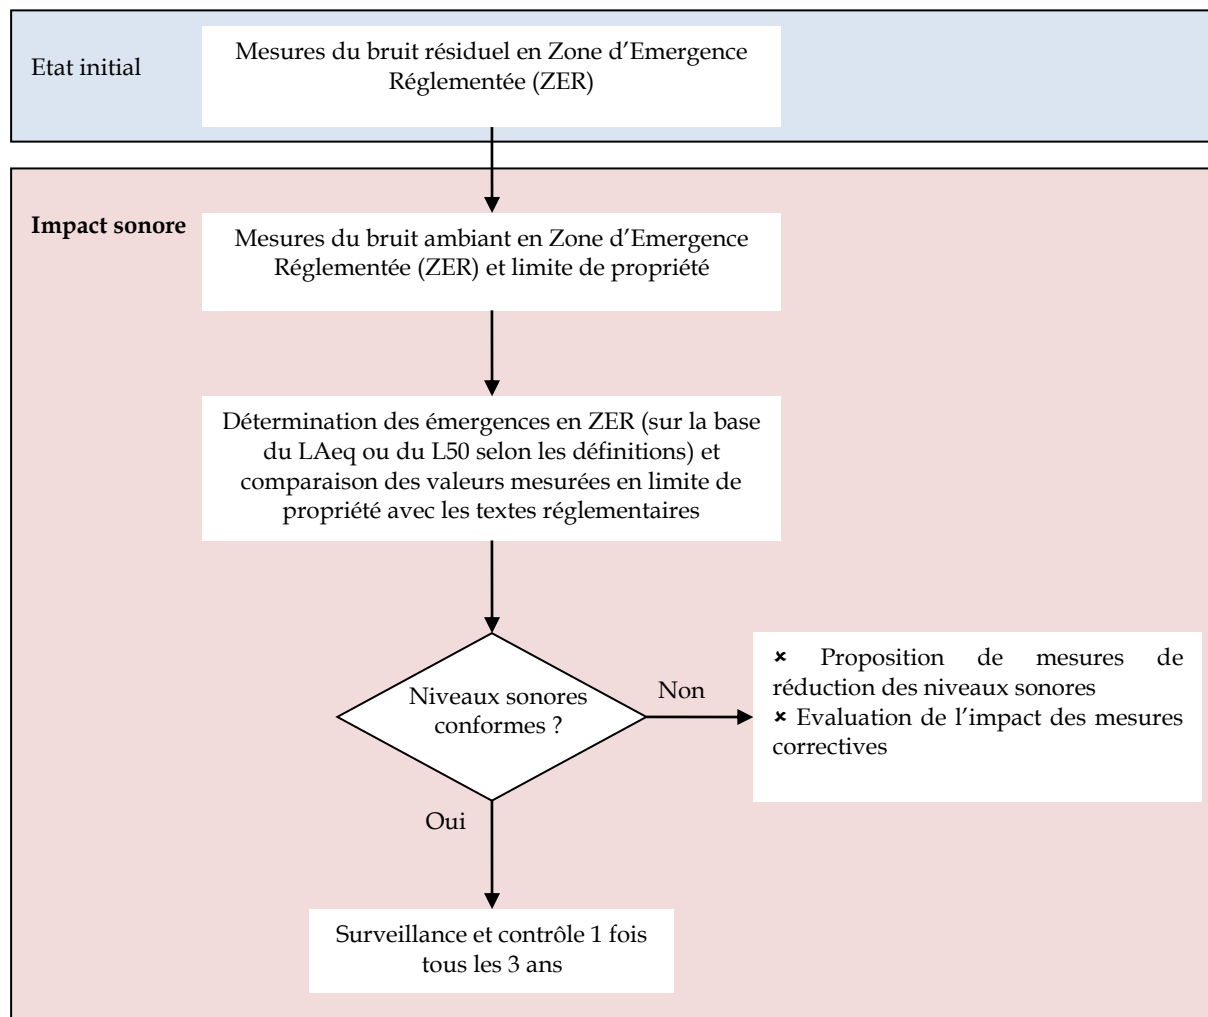 Etat initial
Mesures du bruit résiduel en Zone d’Emergence
Réglementée (ZER)
Impact sonore
Mesures du bruit ambiant en Zone d’Emergence
Réglementée (ZER) et limite de propriété
Détermination des émergences en ZER (sur la base
du LAeq ou du L50 selon les définitions) et
comparaison des valeurs mesurées en limite de
propriété avec les textes réglementaires
Niveaux sonores
conformes ?
Non
× Proposition de mesures de
réduction des niveaux sonores
× Evaluation de l’impact des mesures
correctives
Oui
Surveillance et contrôle 1 fois
tous les 3 ans